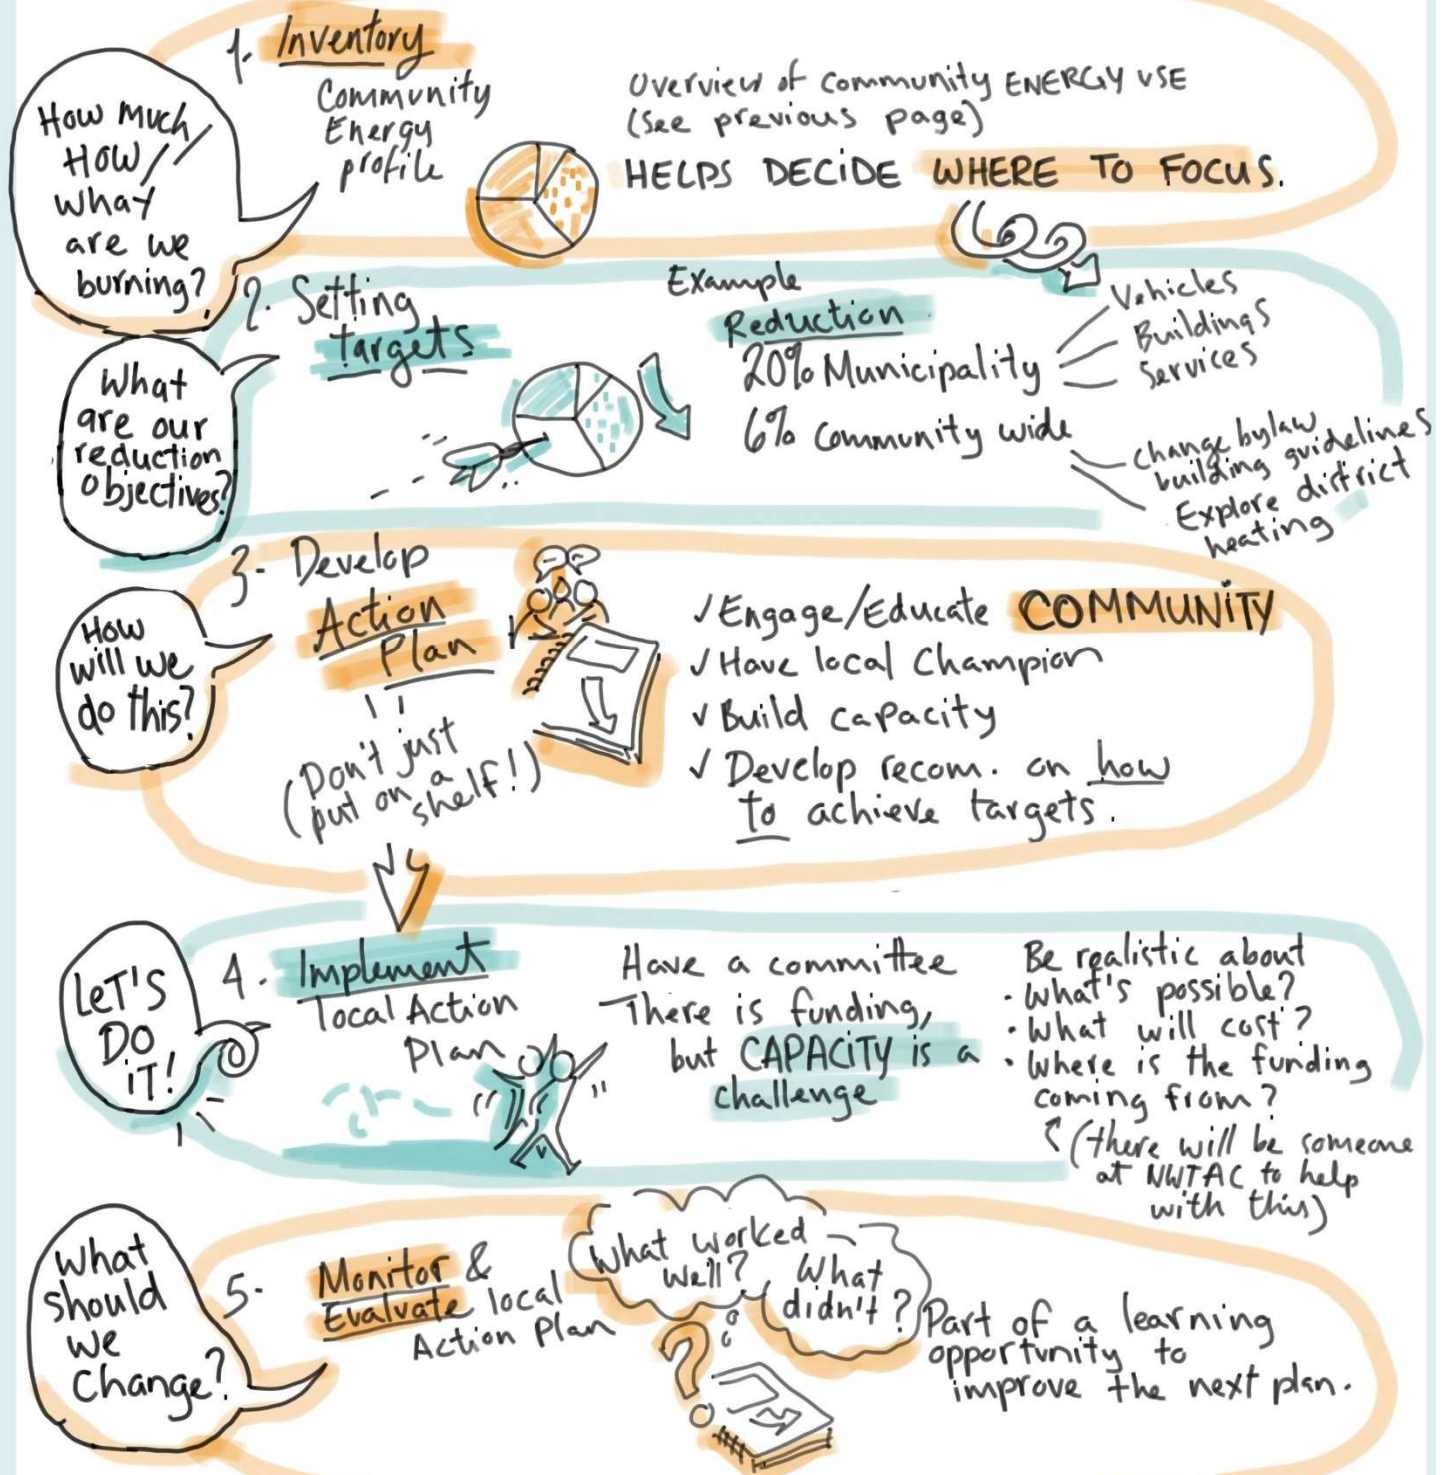 How much/
How//
what
are we
burning?
1. Inventory
Community
Energy
profile
Overview of Community ENERGY USE
(see previous page)
HELPS DECIDE WHERE TO FOCUS.
What
are our
reduction
objectives?
2. Setting
targets
Example
Reduction
20% Municipality
Vehicles
Buildings
Services
6% Community wide
Change bylaw
building guidelines
Explore district
heating
How
will we
do this?
3- Develop
Action
Plan
(Don't just
put on a
shelf!)
✓ Engage/Educate COMMUNITY
✓ Have local Champion
✓ Build capacity
✓ Develop recom. on how
to achieve targets.
LET'S
DO
iT!
4. Implement
local Action
Plan
Have a committee
There is funding,
but CAPACITY is a
challenge
Be realistic about
· What's possible?
· What will cost?
· Where is the funding
coming from?
(there will be someone
at NWTAC to help
with this)
What
should
we
Change?
5. Monitor &
Evaluate local
Action Plan
What worked
well?
What
didn't?
?
Part of a learning
opportunity to
improve the next plan.